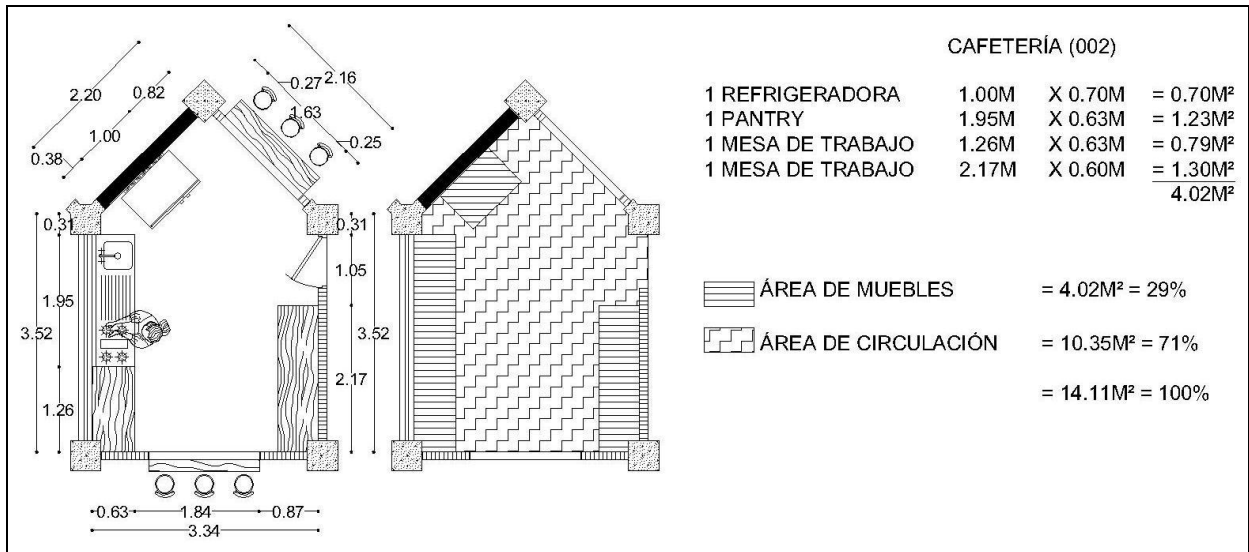 CAFETERÍA (002)
1 REFRIGERADORA 1.00M X 0.70M = 0.70M²
1 PANTRY 1.95M X 0.63M = 1.23M²
1 MESA DE TRABAJO 1.26M X 0.63M = 0.79M²
1 MESA DE TRABAJO 2.17M X 0.60M = 1.30M²
4.02M²
ÁREA DE MUEBLES = 4.02M² = 29%
ÁREA DE CIRCULACIÓN = 10.35M² = 71%
= 14.11M² = 100%
2.20
0.82
1.00
0.38
0.27
2.16
1.63
0.25
0.31
0.31
1.95
1.05
3.52
3.52
1.26
2.17
0.63
1.84
0.87
3.34